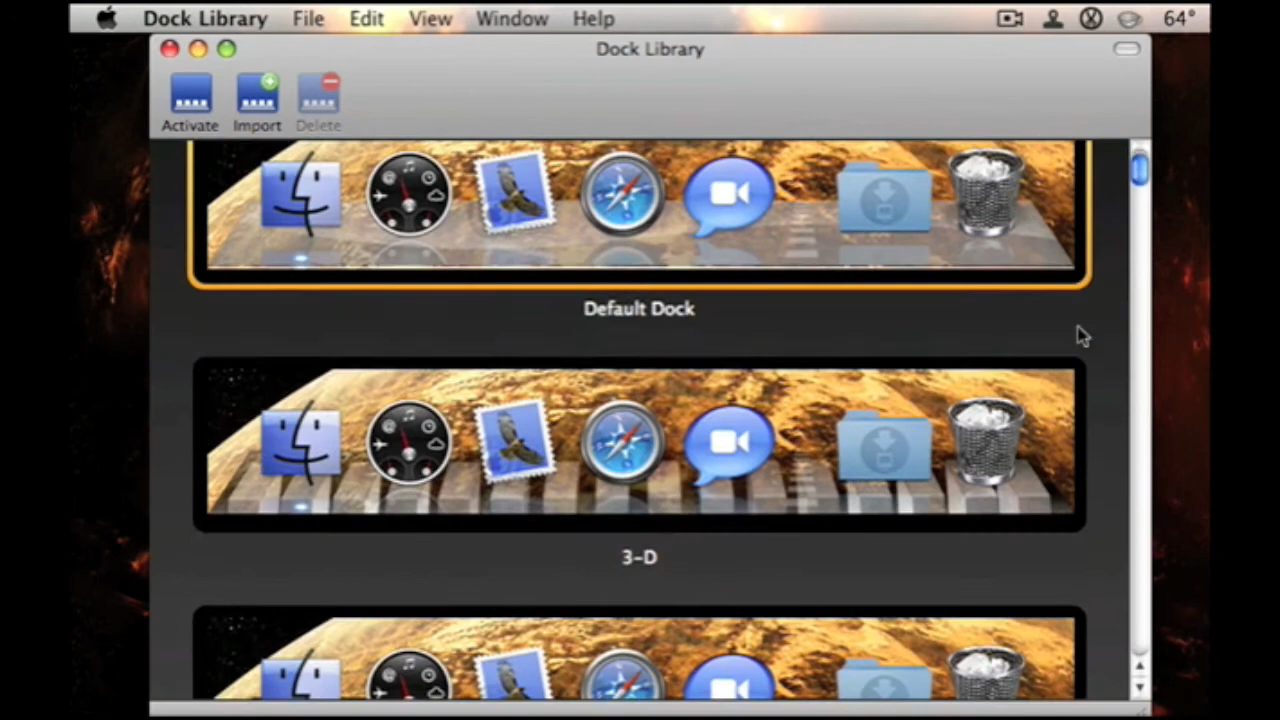 Dock Library File Edit View Window Help 64°
Dock Library
Activate Import Delete
Default Dock
3-D